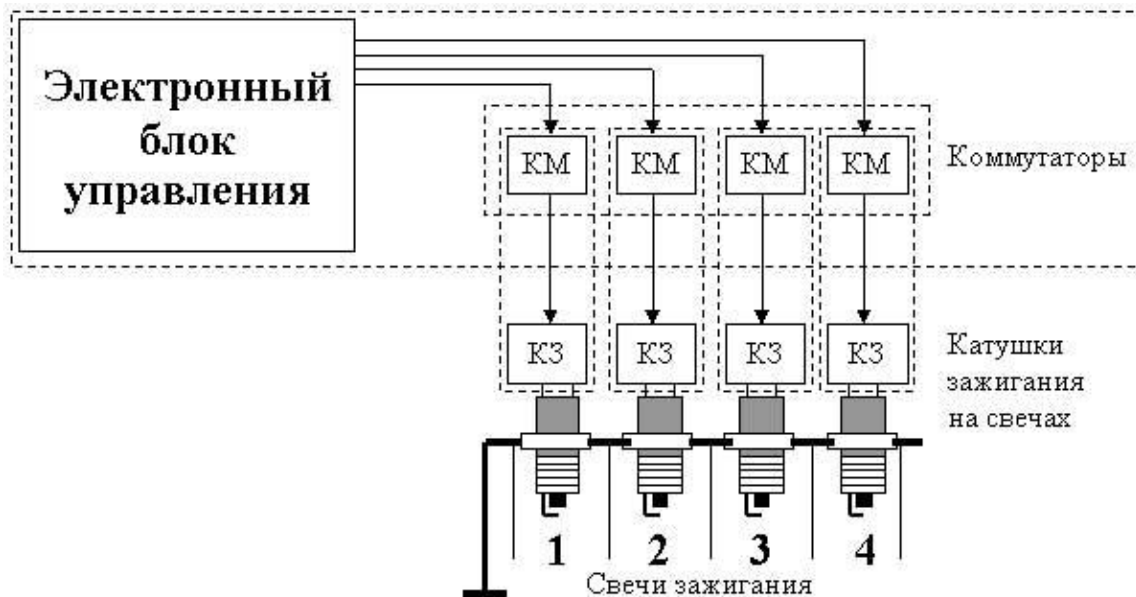 Электронный
блок
управления
КМ КМ КМ КМ
Коммутаторы
КЗ КЗ КЗ КЗ
Катушки
зажигания
на свечах
1 2 3 4
Свечи зажигания